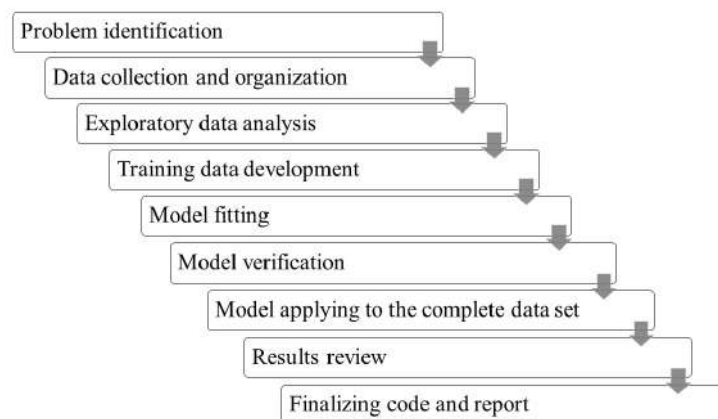 Problem identification
Data collection and organization
Exploratory data analysis
Training data development
Model fitting
Model verification
Model applying to the complete data set
Results review
Finalizing code and report